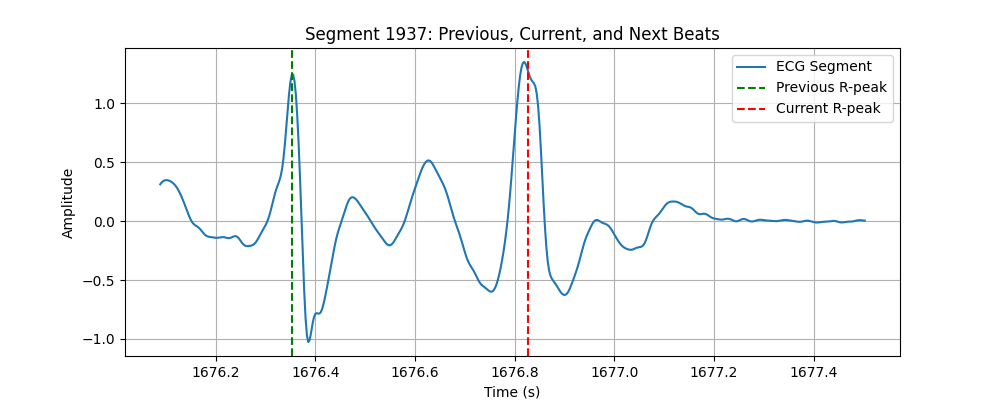 Segment 1937: Previous, Current, and Next Beats
ECG Segment
Previous R-peak
Current R-peak
Amplitude
1.0
0.5
0.0
−0.5
−1.0
1676.2 1676.4 1676.6 1676.8 1677.0 1677.2 1677.4
Time (s)